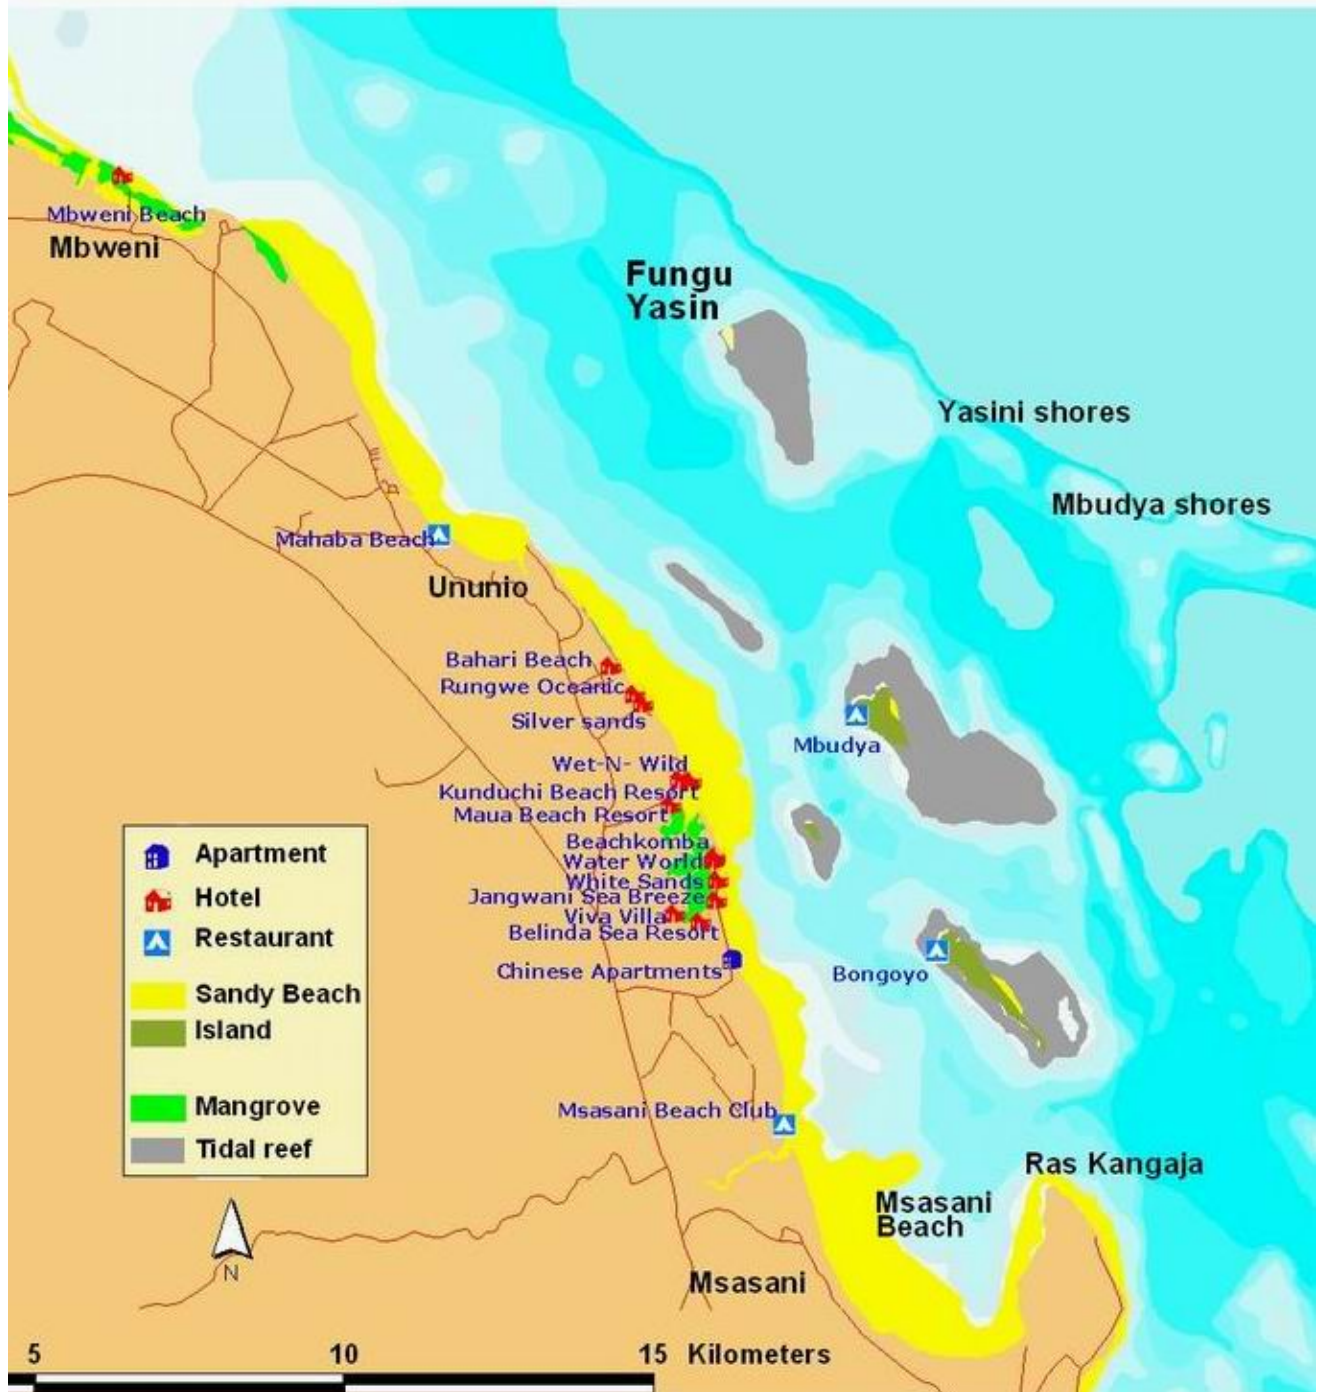 Mbweni Beach
Mbweni
Fungu
Yasin
Yasini shores
Mbudya shores
Mahaba Beach
Ununio
Bahari Beach
Rungwe Oceanic
Silver sands
Mbudya
Wet-N- Wild
Kunduchi Beach Resort
Maua Beach Resort
Beachkomba
Water World
White Sands
Jangwani Sea Breeze
Viva Villa
Belinda Sea Resort
Chinese Apartments
Bongoyo
Apartment
Hotel
Restaurant
Sandy Beach
Island
Mangrove
Tidal reef
Msasani Beach Club
Ras Kangaja
Msasani
Beach
N
Msasani
5 10 15 Kilometers